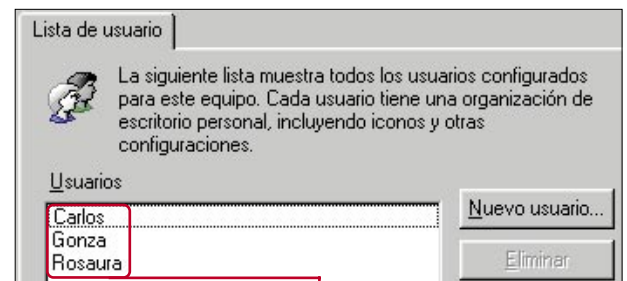 Lista de usuario
La siguiente lista muestra todos los usuarios configurados
para este equipo. Cada usuario tiene una organización de
escritorio personal, incluyendo iconos y otras
configuraciones.
Usuarios
Carlos
Gonza
Rosaura
Nuevo usuario...
Eliminar